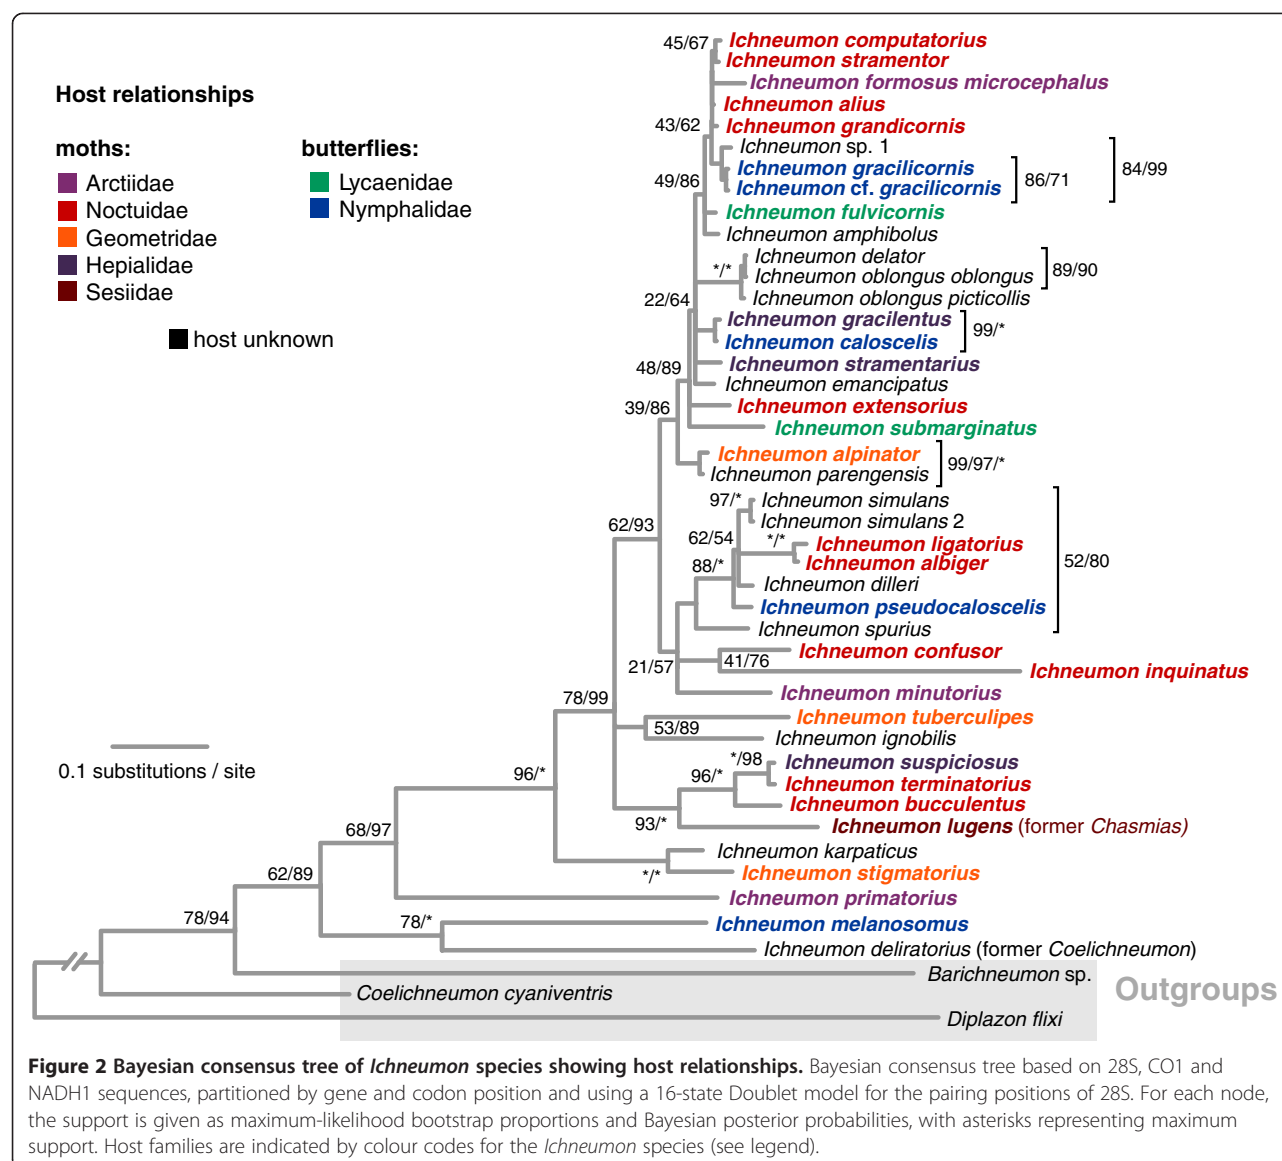 Host relationships
moths:
Arctiidae
Noctuidae
Geometridae
Hepialidae
Sesiidae
butterflies:
Lycaenidae
Nymphalidae
host unknown
45/67
Ichneumon computatorius
Ichneumon stramentor
Ichneumon formosus microcephalus
Ichneumon alius
43/62
Ichneumon grandicornis
Ichneumon sp. 1
Ichneumon gracilicornis
Ichneumon cf. gracilicornis
86/71
84/99
49/86
Ichneumon fulvicornis
Ichneumon amphibolus
Ichneumon delator
*/*
Ichneumon oblongus oblongus
89/90
Ichneumon oblongus picticollis
22/64
Ichneumon gracilentus
Ichneumon caloscelis
99/*
48/89
Ichneumon stramentarius
Ichneumon emancipatus
39/86
Ichneumon extensorius
Ichneumon submarginatus
Ichneumon alpinator
Ichneumon parengensis
99/97/*
97/*
Ichneumon simulans
Ichneumon simulans 2
62/93
62/54
*/*
Ichneumon ligatorius
Ichneumon albiger
52/80
88/*
Ichneumon dilleri
Ichneumon pseudocaloscelis
Ichneumon spurius
Ichneumon confusor
21/57
41/76
Ichneumon inquinatus
Ichneumon minutorius
78/99
Ichneumon tuberculipes
53/89
Ichneumon ignobilis
*/98
Ichneumon suspiciosus
96/*
96/*
Ichneumon terminatorius
Ichneumon bucculentus
93/*
Ichneumon lugens (former Chasmias)
0.1 substitutions / site
68/97
Ichneumon karpaticus
*/*
Ichneumon stigmatorius
62/89
Ichneumon primatorius
78/94
78/*
Ichneumon melanosomus
Ichneumon deliratorius (former Coelichneumon)
Barichneumon sp.
Coelichneumon cyaniventris
Outgroups
Diplazon flixi
Figure 2 Bayesian consensus tree of Ichneumon species showing host relationships. Bayesian consensus tree based on 28S, CO1 and
NADH1 sequences, partitioned by gene and codon position and using a 16-state Doublet model for the pairing positions of 28S. For each node,
the support is given as maximum-likelihood bootstrap proportions and Bayesian posterior probabilities, with asterisks representing maximum
support. Host families are indicated by colour codes for the Ichneumon species (see legend).